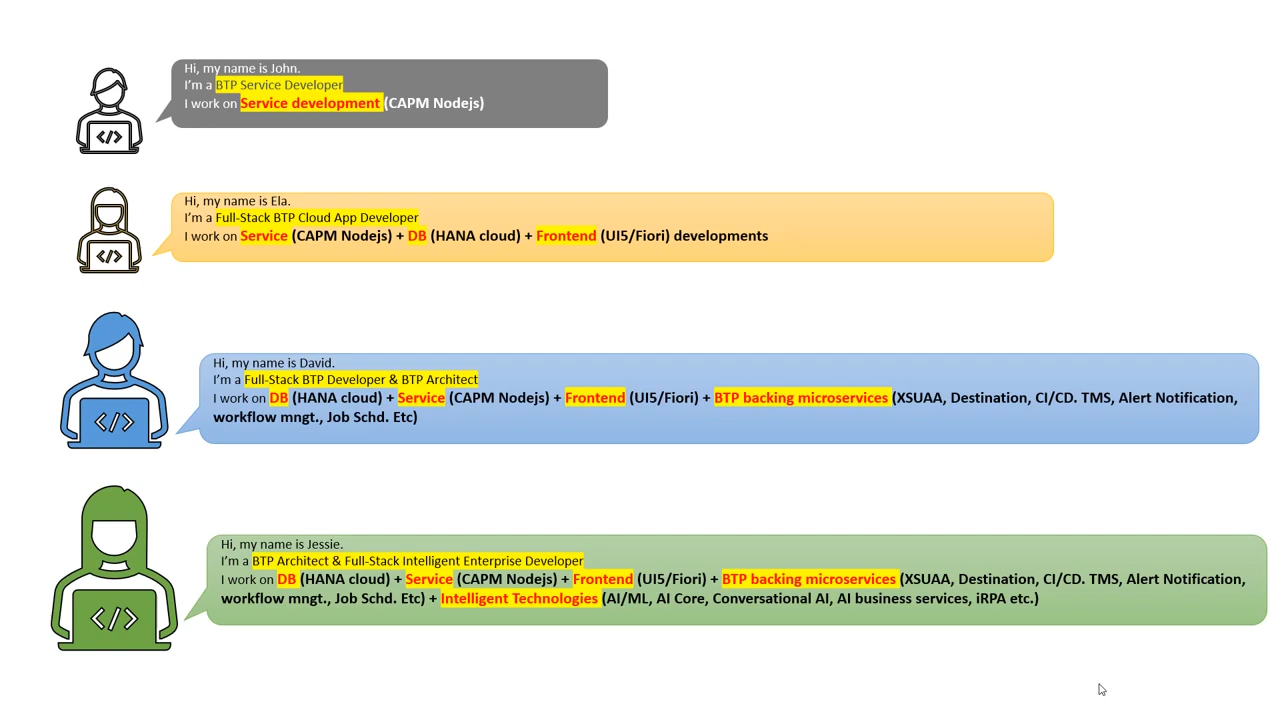 Hi, my name is John.
I'm a BTP Service Developer
I work on Service development (CAPM Nodejs)
</>
Hi, my name is Ela.
I'm a Full-Stack BTP Cloud App Developer
I work on Service (CAPM Nodejs) + DB (HANA cloud) + Frontend (UI5/Fiori) developments
</>
Hi, my name is David.
I'm a Full-Stack BTP Developer & BTP Architect
I work on DB (HANA cloud) + Service (CAPM Nodejs) + Frontend (UI5/Fiori) + BTP backing microservices (XSUAA, Destination, CI/CD. TMS, Alert Notification,
workflow mngt., Job Schd. Etc)
</>
Hi, my name is Jessie.
I'm a BTP Architect & Full-Stack Intelligent Enterprise Developer
I work on DB (HANA cloud) + Service (CAPM Nodejs) + Frontend (UI5/Fiori) + BTP backing microservices (XSUAA, Destination, CI/CD. TMS, Alert Notification,
workflow mngt., Job Schd. Etc) + Intelligent Technologies (AI/ML, AI Core, Conversational AI, AI business services, iRPA etc.)
</>